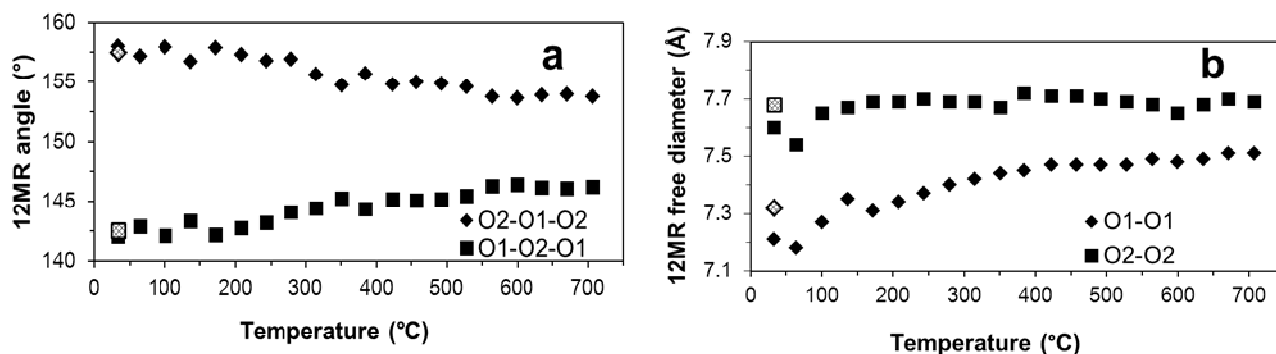 160
155
150
145
140
12MR angle (°)
a
O2-O1-O2
O1-O2-O1
0 100 200 300 400 500 600 700
Temperature (°C)
7.9
7.7
7.5
7.3
7.1
12MR free diameter (Å)
b
O1-O1
O2-O2
0 100 200 300 400 500 600 700
Temperature (°C)